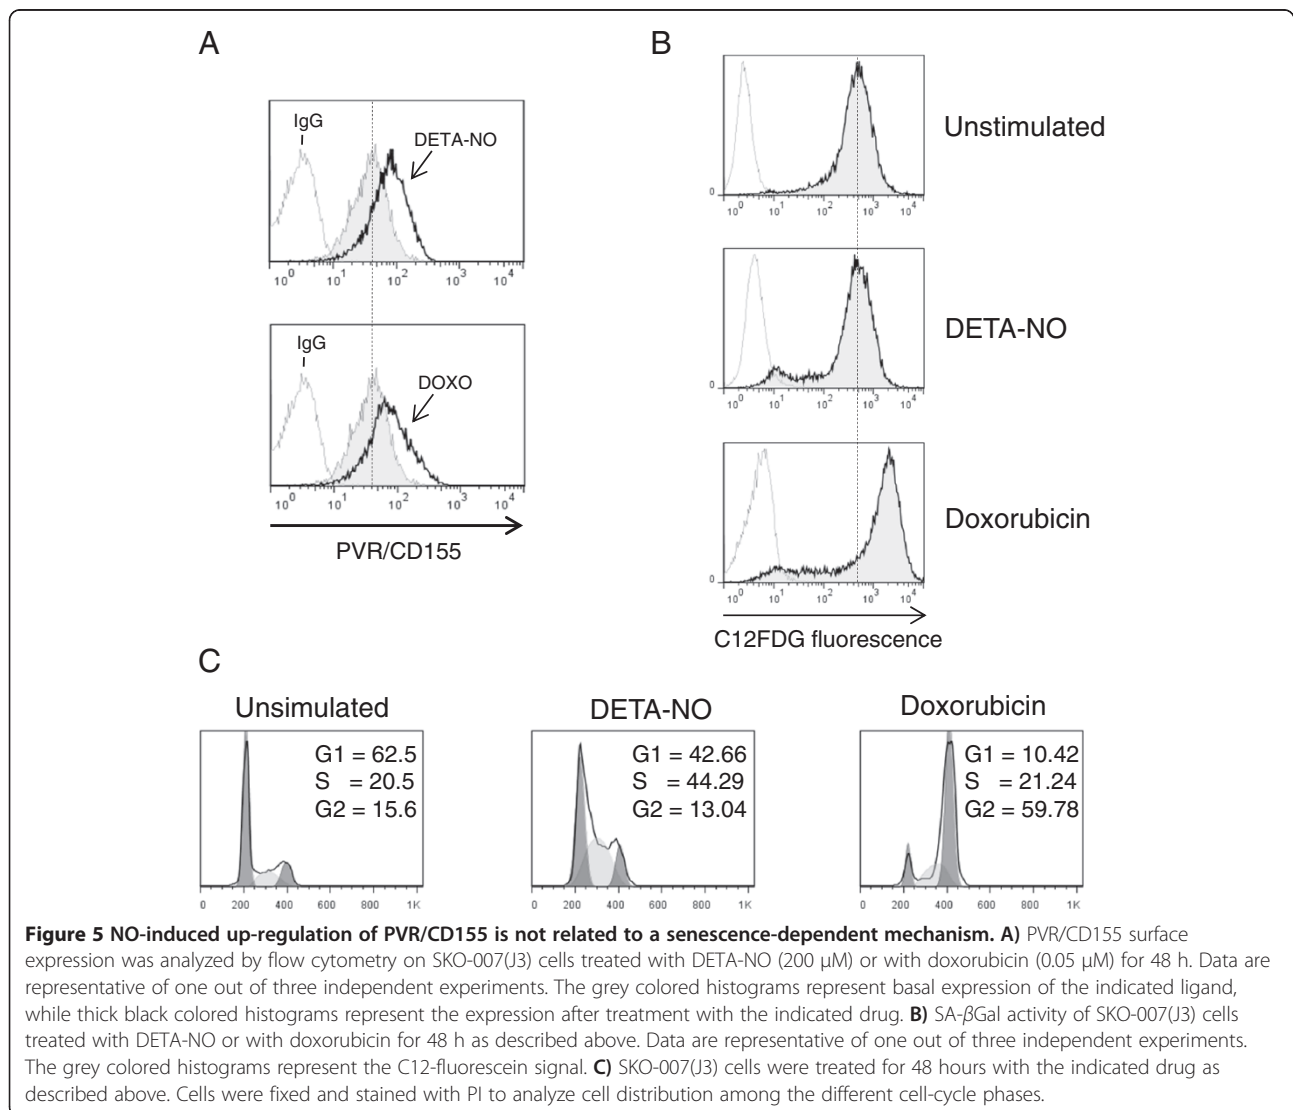 A
IgG
DETA-NO
10^0 10^1 10^2 10^3 10^4
IgG
DOXO
10^0 10^1 10^2 10^3 10^4
PVR/CD155
B
Unstimulated
0
10^0 10^1 10^2 10^3 10^4
DETA-NO
0
10^0 10^1 10^2 10^3 10^4
Doxorubicin
0
10^0 10^1 10^2 10^3 10^4
C12FDG fluorescence
C
Unsimulated
G1 = 62.5
S = 20.5
G2 = 15.6
0 200 400 600 800 1K
DETA-NO
G1 = 42.66
S = 44.29
G2 = 13.04
0 200 400 600 800 1K
Doxorubicin
G1 = 10.42
S = 21.24
G2 = 59.78
0 200 400 600 800 1K
Figure 5 NO-induced up-regulation of PVR/CD155 is not related to a senescence-dependent mechanism. A) PVR/CD155 surface
expression was analyzed by flow cytometry on SKO-007(J3) cells treated with DETA-NO (200 μM) or with doxorubicin (0.05 μM) for 48 h. Data are
representative of one out of three independent experiments. The grey colored histograms represent basal expression of the indicated ligand,
while thick black colored histograms represent the expression after treatment with the indicated drug. B) SA-βGal activity of SKO-007(J3) cells
treated with DETA-NO or with doxorubicin for 48 h as described above. Data are representative of one out of three independent experiments.
The grey colored histograms represent the C12-fluorescein signal. C) SKO-007(J3) cells were treated for 48 hours with the indicated drug as
described above. Cells were fixed and stained with PI to analyze cell distribution among the different cell-cycle phases.